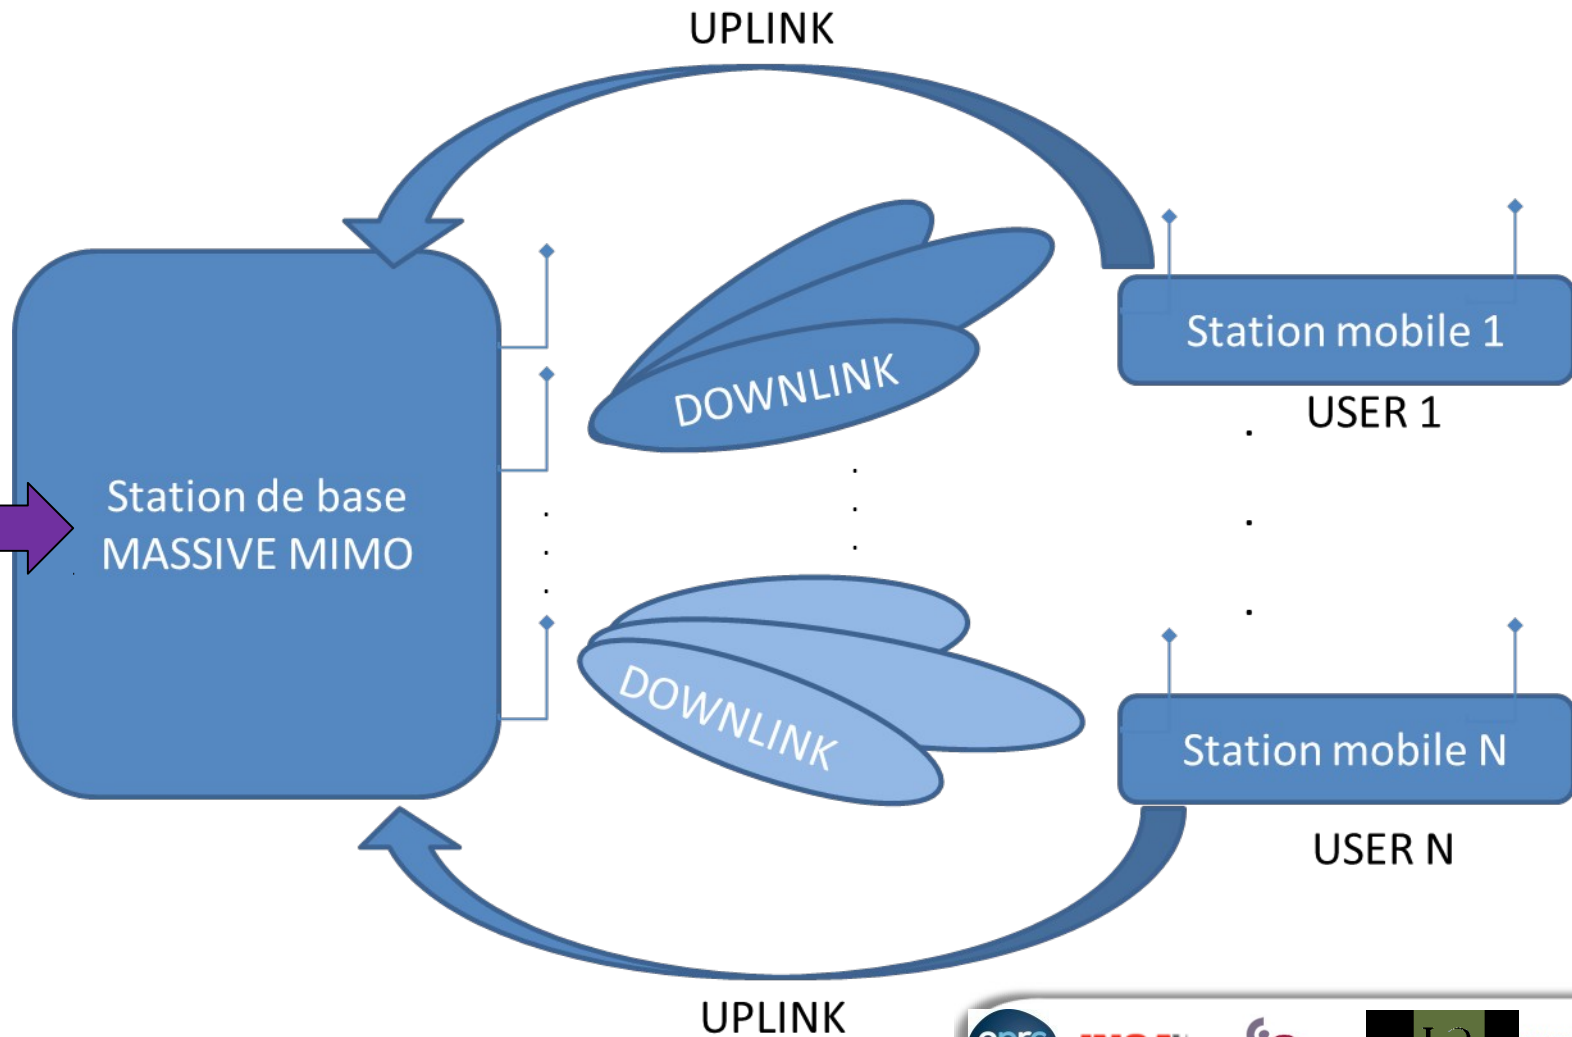 UPLINK
DOWNLINK
Station mobile 1
USER 1
Station de base
MASSIVE MIMO
DOWNLINK
Station mobile N
USER N
UPLINK